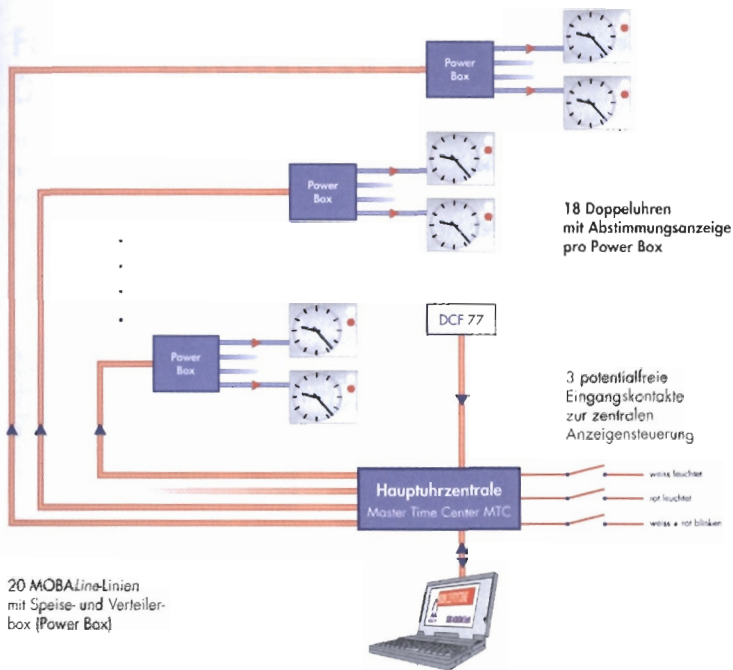 Power
Box
Power
Box
18 Doppeluhren
mit Abstimmungsanzeige
pro Power Box
Power
Box
DCF 77
3 potentialfreie
Eingangskontakte
zur zentralen
Anzeigensteuerung
Hauptuhrzentrale
Master Time Center MTC
weiss leuchtet
rot leuchtet
weiss + rot blinken
20 MOBALine-Linien
mit Speise- und Verteiler-
box (Power Box)